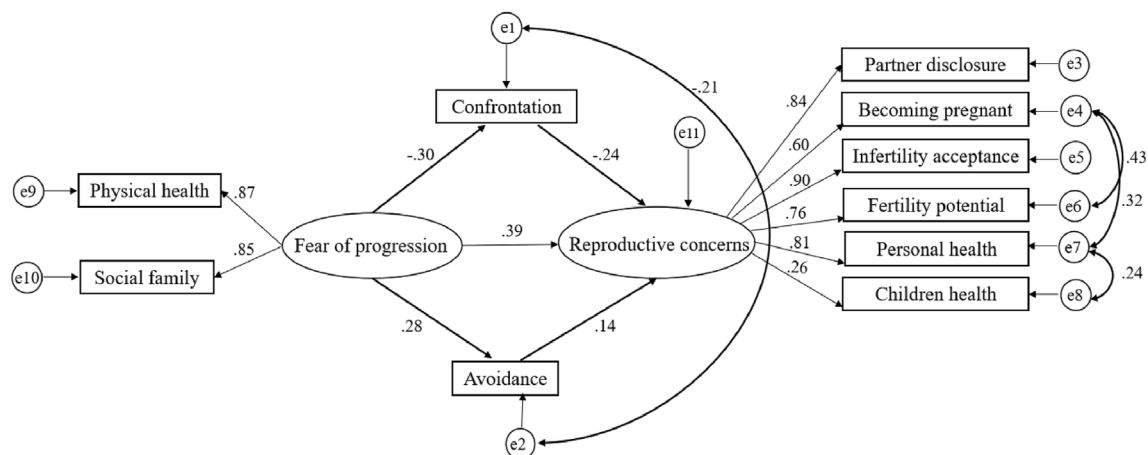 e1
-.21
Partner disclosure
e3
Confrontation
.84
Becoming pregnant
e4
e11
.60
Infertility acceptance
e5
.43
-.30
-.24
.90
e9
Physical health
.87
.76
Fertility potential
e6
.32
Fear of progression
.39
Reproductive concerns
.81
Personal health
e7
.85
.26
.24
e10
Social family
Children health
e8
.28
.14
Avoidance
e2